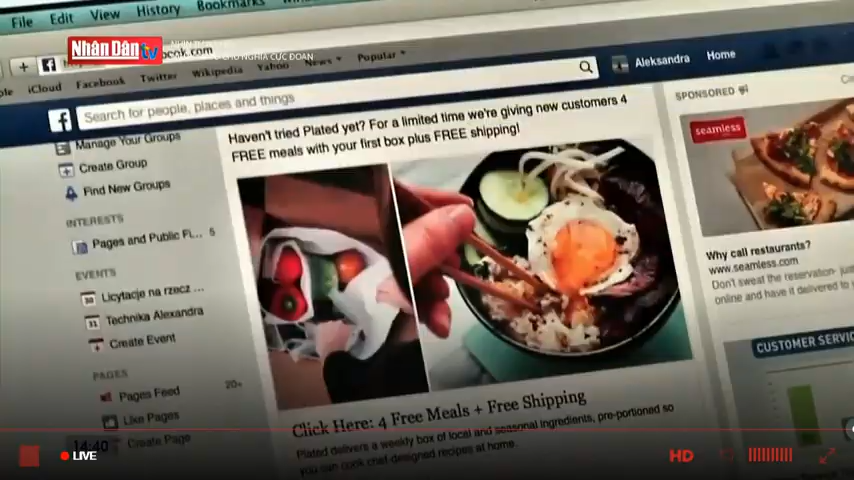 File Edit View History Bookmarks
Nhân Dân tv
CHỦ NGHĨA CỰC ĐOAN
iCloud Facebook Twitter Wikipedia Yahoo News Popular
Search for people, places and things
Aleksandra Home
Manage Your Groups
Create Group
Find New Groups
INTERESTS
Pages and Public Fi... 5
EVENTS
Licytacje na rzecz ...
Technika Alexandra
Create Event
PAGES
Pages Feed 20+
Like Pages
Create Page
Haven't tried Plated yet? For a limited time we're giving new customers 4
FREE meals with your first box plus FREE shipping!
Click Here: 4 Free Meals + Free Shipping
Plated delivers a weekly box of local and seasonal ingredients, pre-portioned so
you can cook chef-designed recipes at home.
SPONSORED
seamless
Why call restaurants?
www.seamless.com
Don't sweat the reservation- 
online and have it delivered to
CUSTOMER SERVIC
14:40
LIVE
HD